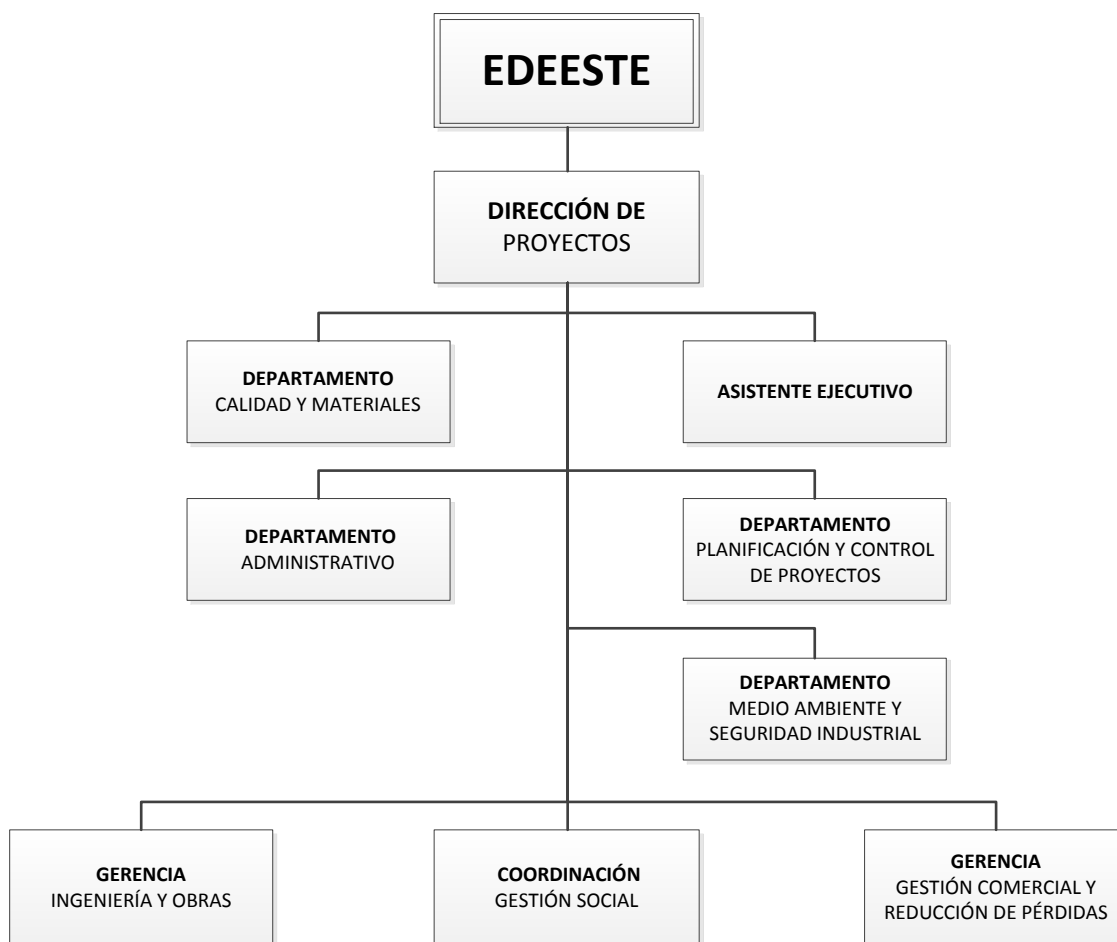 EDEESTE
DIRECCIÓN DE
PROYECTOS
DEPARTAMENTO
CALIDAD Y MATERIALES
ASISTENTE EJECUTIVO
DEPARTAMENTO
ADMINISTRATIVO
DEPARTAMENTO
PLANIFICACIÓN Y CONTROL
DE PROYECTOS
DEPARTAMENTO
MEDIO AMBIENTE Y
SEGURIDAD INDUSTRIAL
GERENCIA
INGENIERÍA Y OBRAS
COORDINACIÓN
GESTIÓN SOCIAL
GERENCIA
GESTIÓN COMERCIAL Y
REDUCCIÓN DE PÉRDIDAS